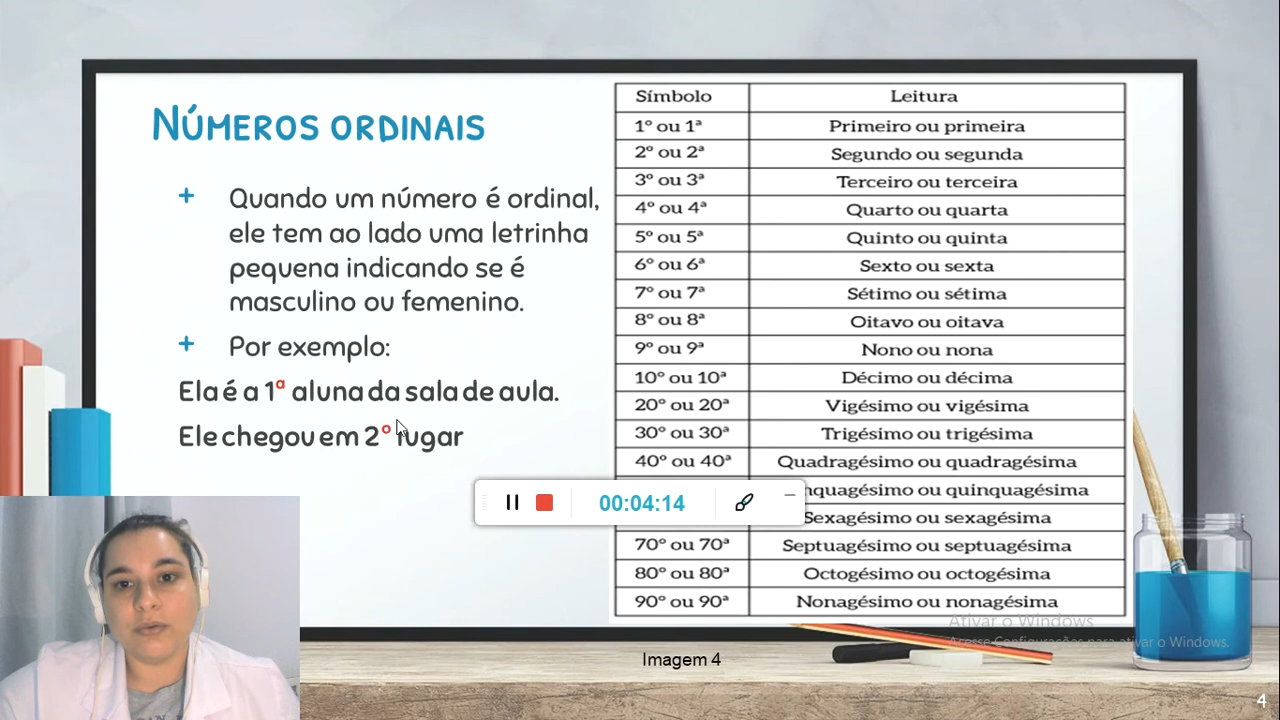 Números ordinais
+ Quando um número é ordinal,
ele tem ao lado uma letrinha
pequena indicando se é
masculino ou femenino.
+ Por exemplo:
Ela é a 1ª aluna da sala de aula.
Ele chegou em 2º lugar
Símbolo Leitura
1º ou 1ª Primeiro ou primeira
2º ou 2ª Segundo ou segunda
3º ou 3ª Terceiro ou terceira
4º ou 4ª Quarto ou quarta
5º ou 5ª Quinto ou quinta
6º ou 6ª Sexto ou sexta
7º ou 7ª Sétimo ou sétima
8º ou 8ª Oitavo ou oitava
9º ou 9ª Nono ou nona
10º ou 10ª Décimo ou décima
20º ou 20ª Vigésimo ou vigésima
30º ou 30ª Trigésimo ou trigésima
40º ou 40ª Quadragésimo ou quadragésima
nquagésimo ou quinquagésima
Sexagésimo ou sexagésima
70º ou 70ª Septuagésimo ou septuagésima
80º ou 80ª Octogésimo ou octogésima
90º ou 90ª Nonagésimo ou nonagésima
00:04:14
Ativar o Windows
Acesse Configurações para ativar o Windows.
Imagem 4
4